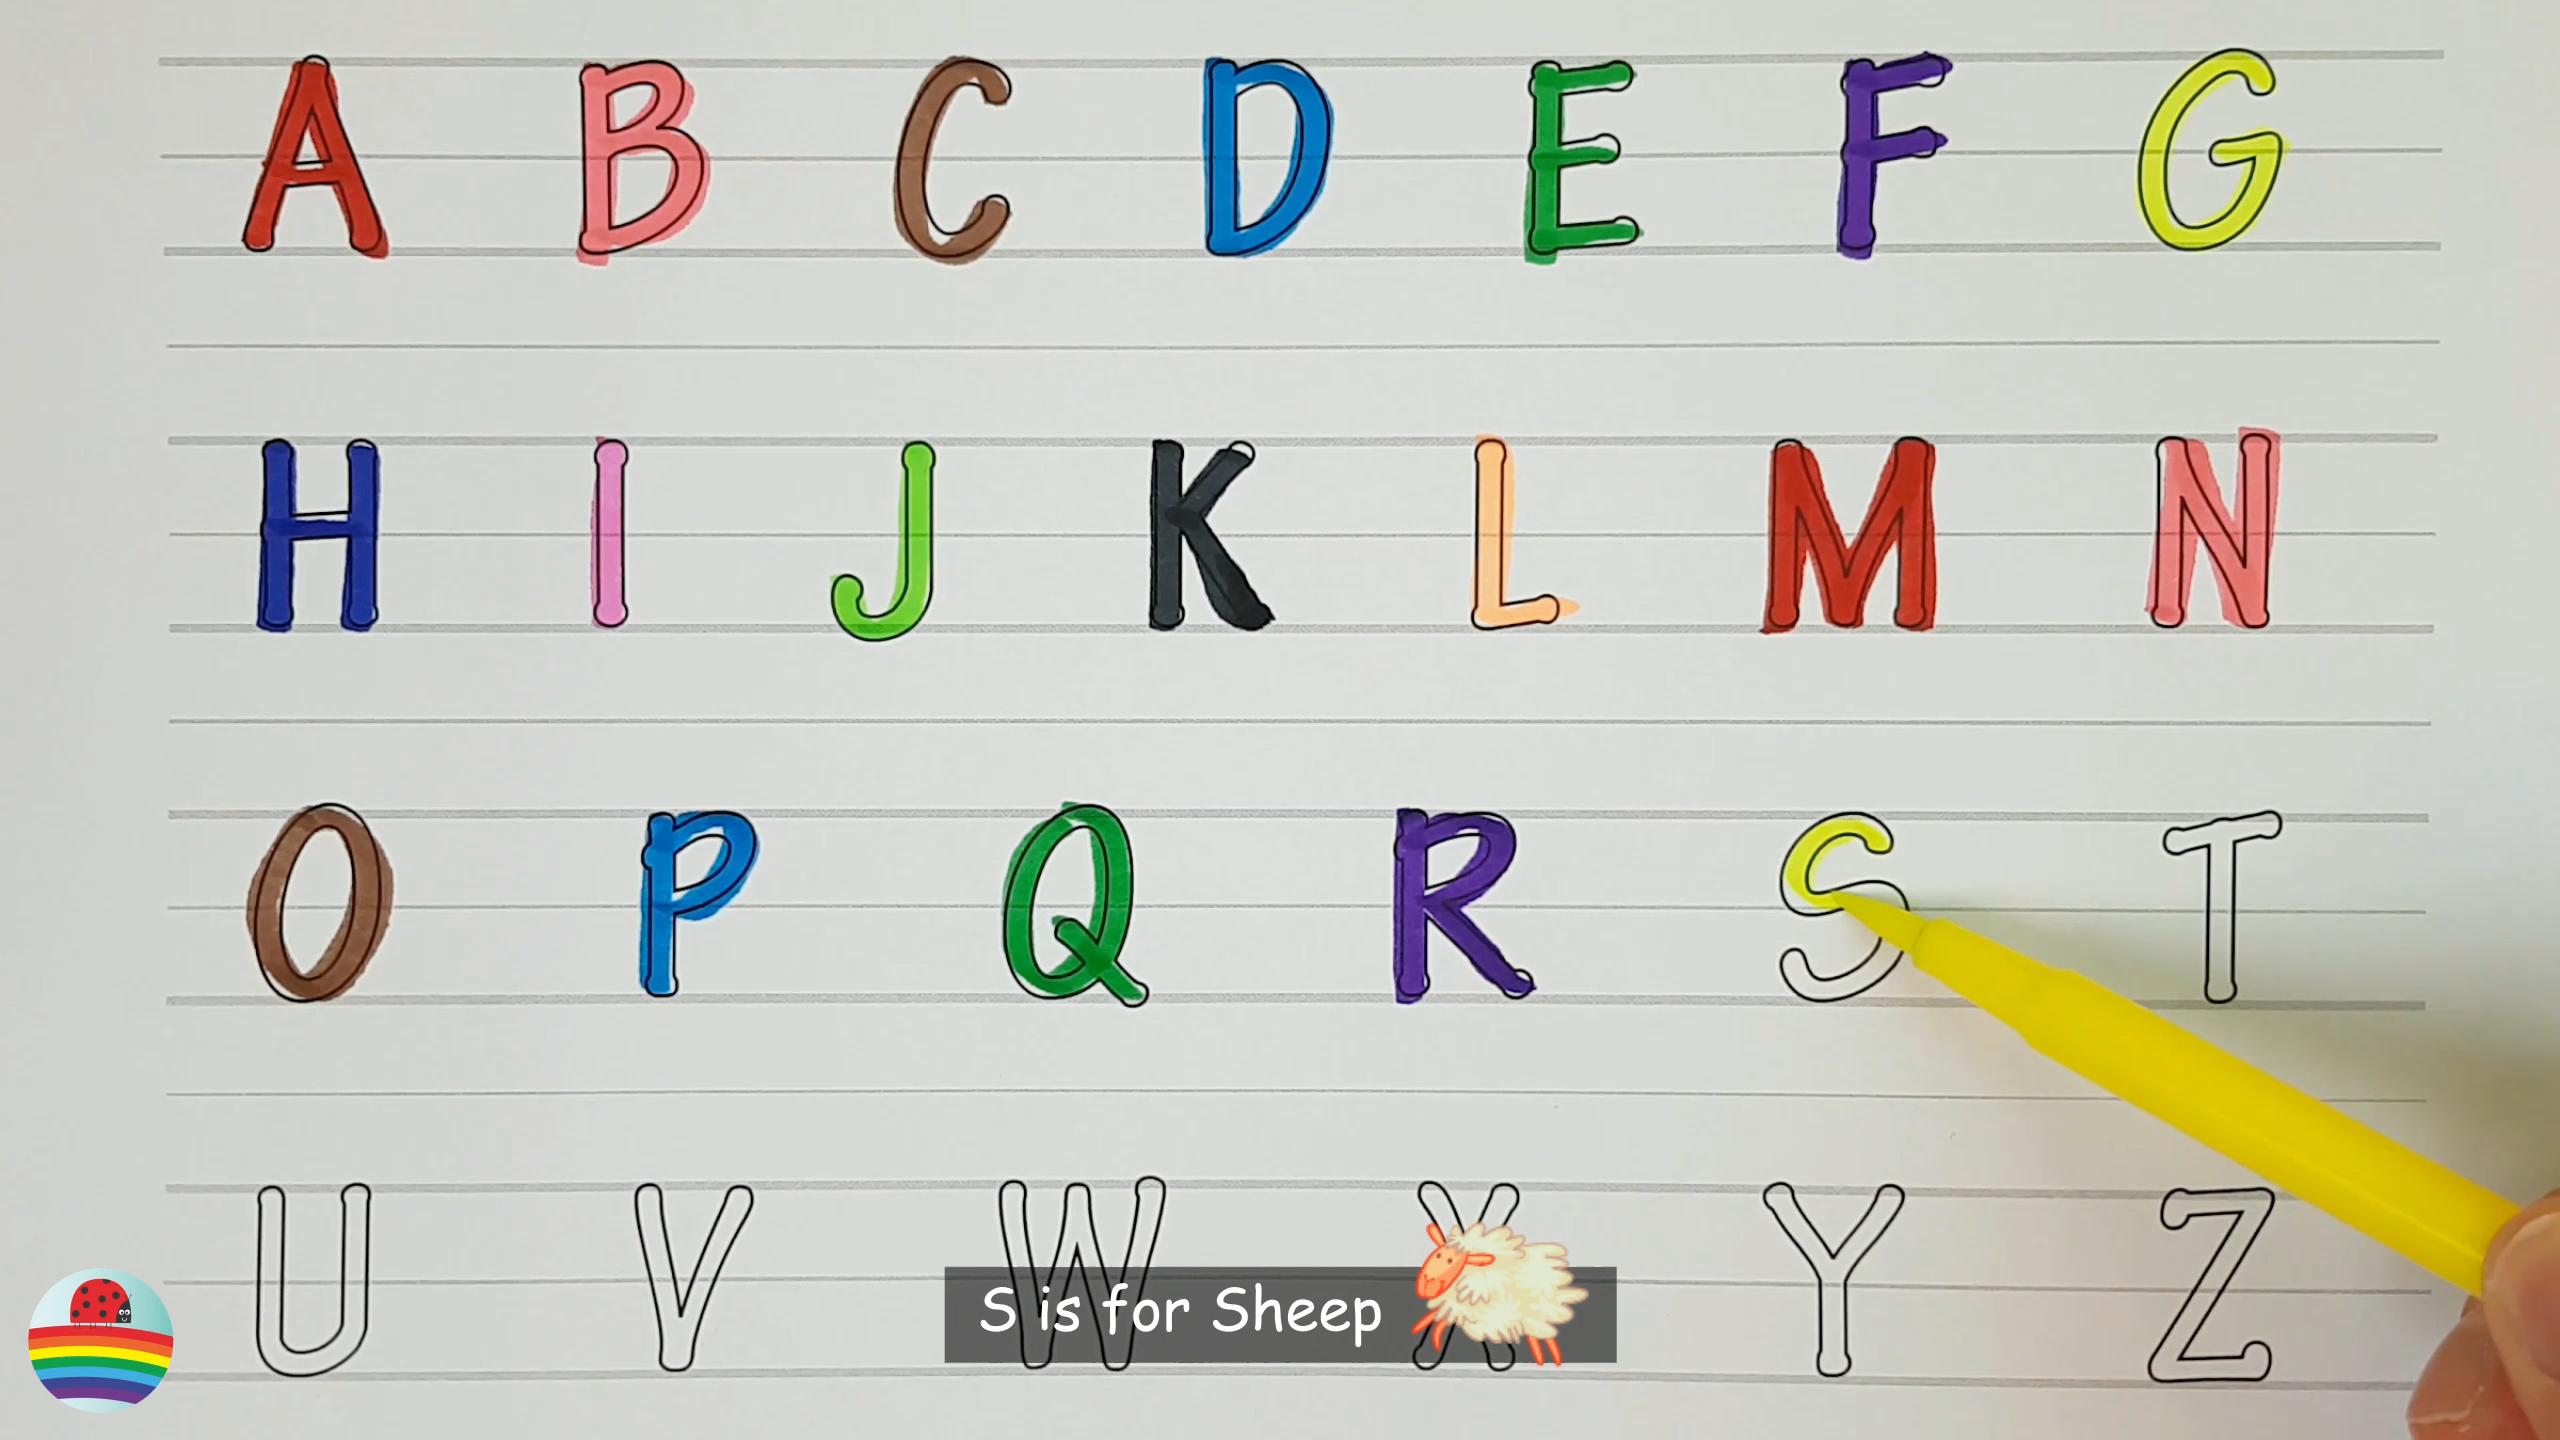 A B C D E F G
H I J K L M N
O P Q R S T
U V W X Y Z
S is for Sheep